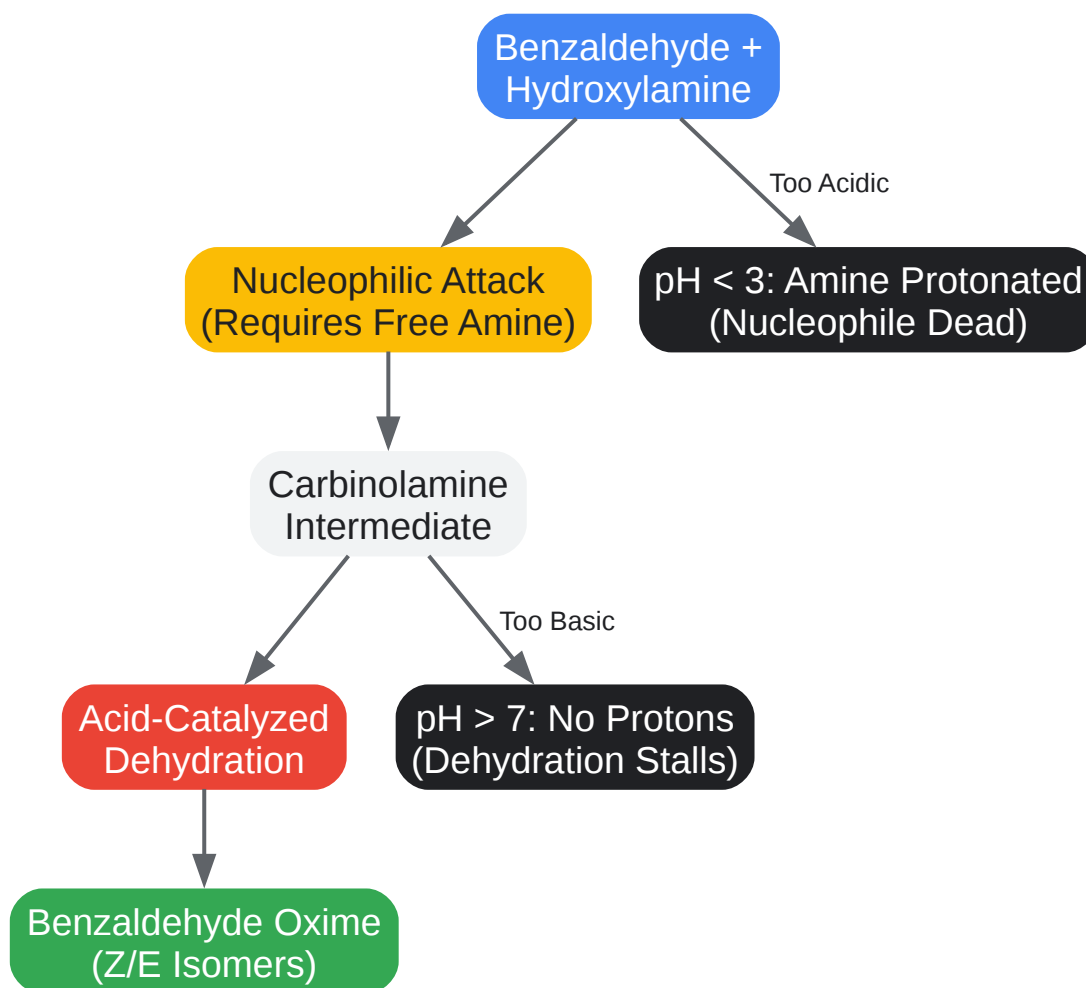 Benzaldehyde +
Hydroxylamine
Too Acidic
Nucleophilic Attack
(Requires Free Amine)
pH < 3: Amine Protonated
(Nucleophile Dead)
Carbinolamine
Intermediate
Too Basic
Acid-Catalyzed
Dehydration
pH > 7: No Protons
(Dehydration Stalls)
Benzaldehyde Oxime
(Z/E Isomers)